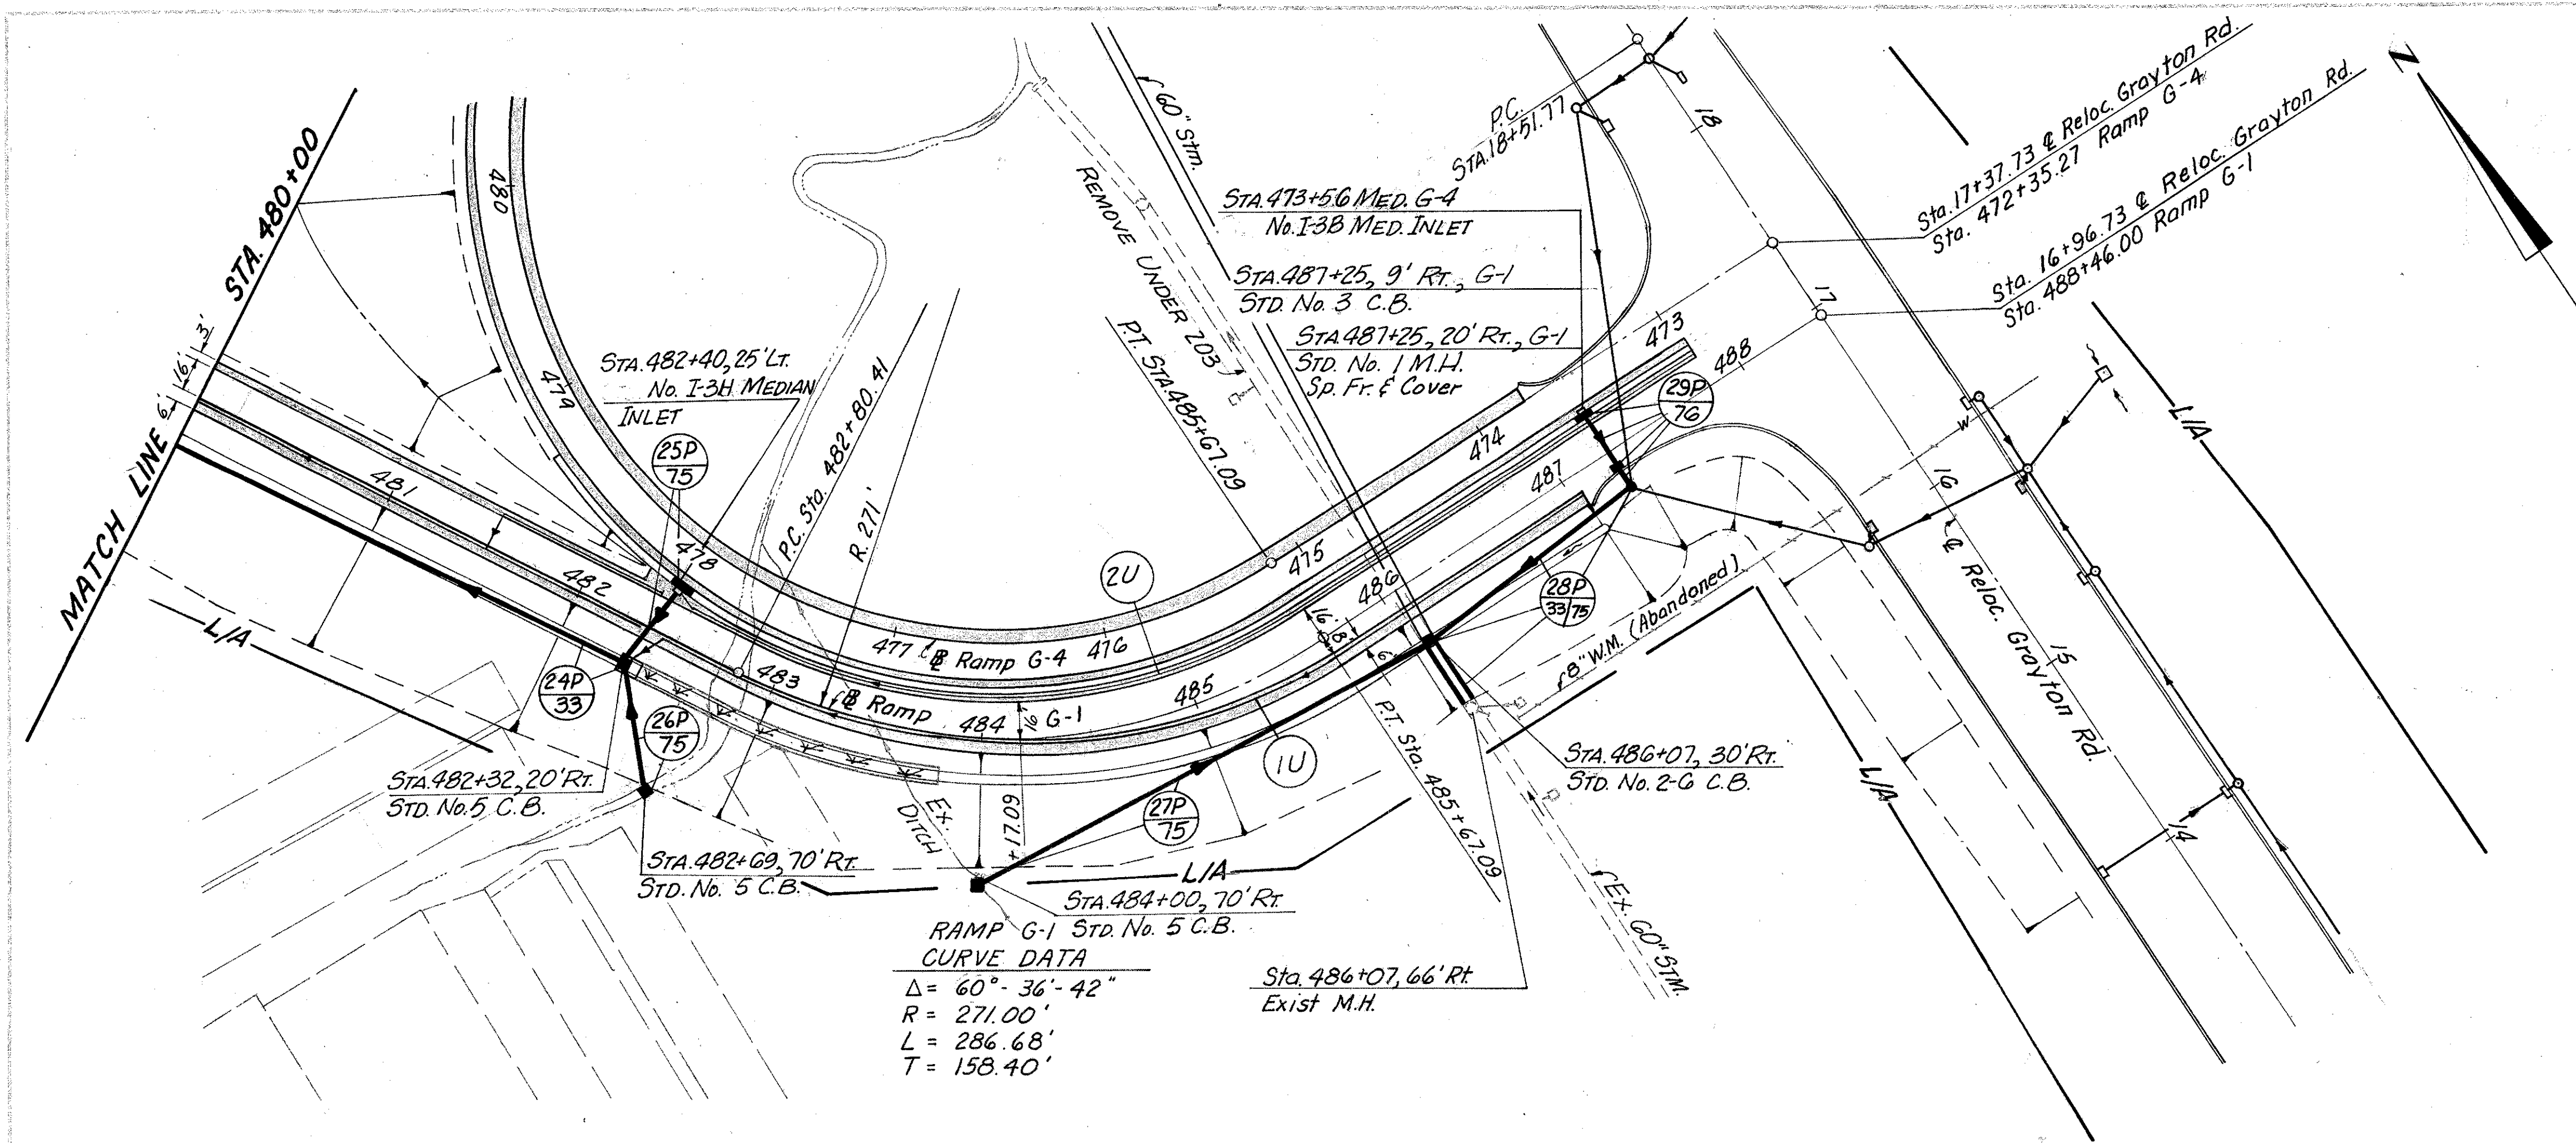 MATCH LINE STA. 480+00
3'
16'
6'
L/A
480
479
478
481
482
483
484
485
486
487
488
STA. 482+40, 25' LT.
No. I-3H MEDIAN
INLET
25P
75
24P
33
26P
75
STA. 482+32, 20' RT.
STD. No. 5 C.B.
STA. 482+69, 70' RT.
STD. No. 5 C.B.
P.C. Sta. 482+80.41
R. 271'
477
℄ Ramp G-4
476
475
474
473
℄ Ramp G-1
16'
EX.
DITCH
+17.09
2U
1U
27P
75
L/A
STA. 484+00, 70' RT.
STD. No. 5 C.B.
RAMP G-1
CURVE DATA
Δ = 60°- 36'- 42"
R = 271.00'
L = 286.68'
T = 158.40'
60" Stm.
REMOVE UNDER 203
P.T. STA. 485+67.09
STA. 473+56 MED. G-4
No. I-3B MED. INLET
STA. 487+25, 9' RT., G-1
STD. No. 3 C.B.
STA. 487+25, 20' RT., G-1
STD. No. 1 M.H.
Sp. Fr. & Cover
29P
76
28P
33/75
16'
8'
6'
P.T. Sta. 485+67.09
8" W.M. (Abandoned)
STA. 486+07, 30' RT.
STD. No. 2-6 C.B.
Sta. 486+07, 66' Rt.
Exist M.H.
EX. 60" STM.
P.C.
STA. 18+51.77
18
17
16
15
14
W
℄ Reloc. Grayton Rd.
Sta. 17+37.73 ℄ Reloc. Grayton Rd.
Sta. 472+35.27 Ramp G-4
Sta. 16+96.73 ℄ Reloc. Grayton Rd.
Sta. 488+46.00 Ramp G-1
L/A
L/A
N